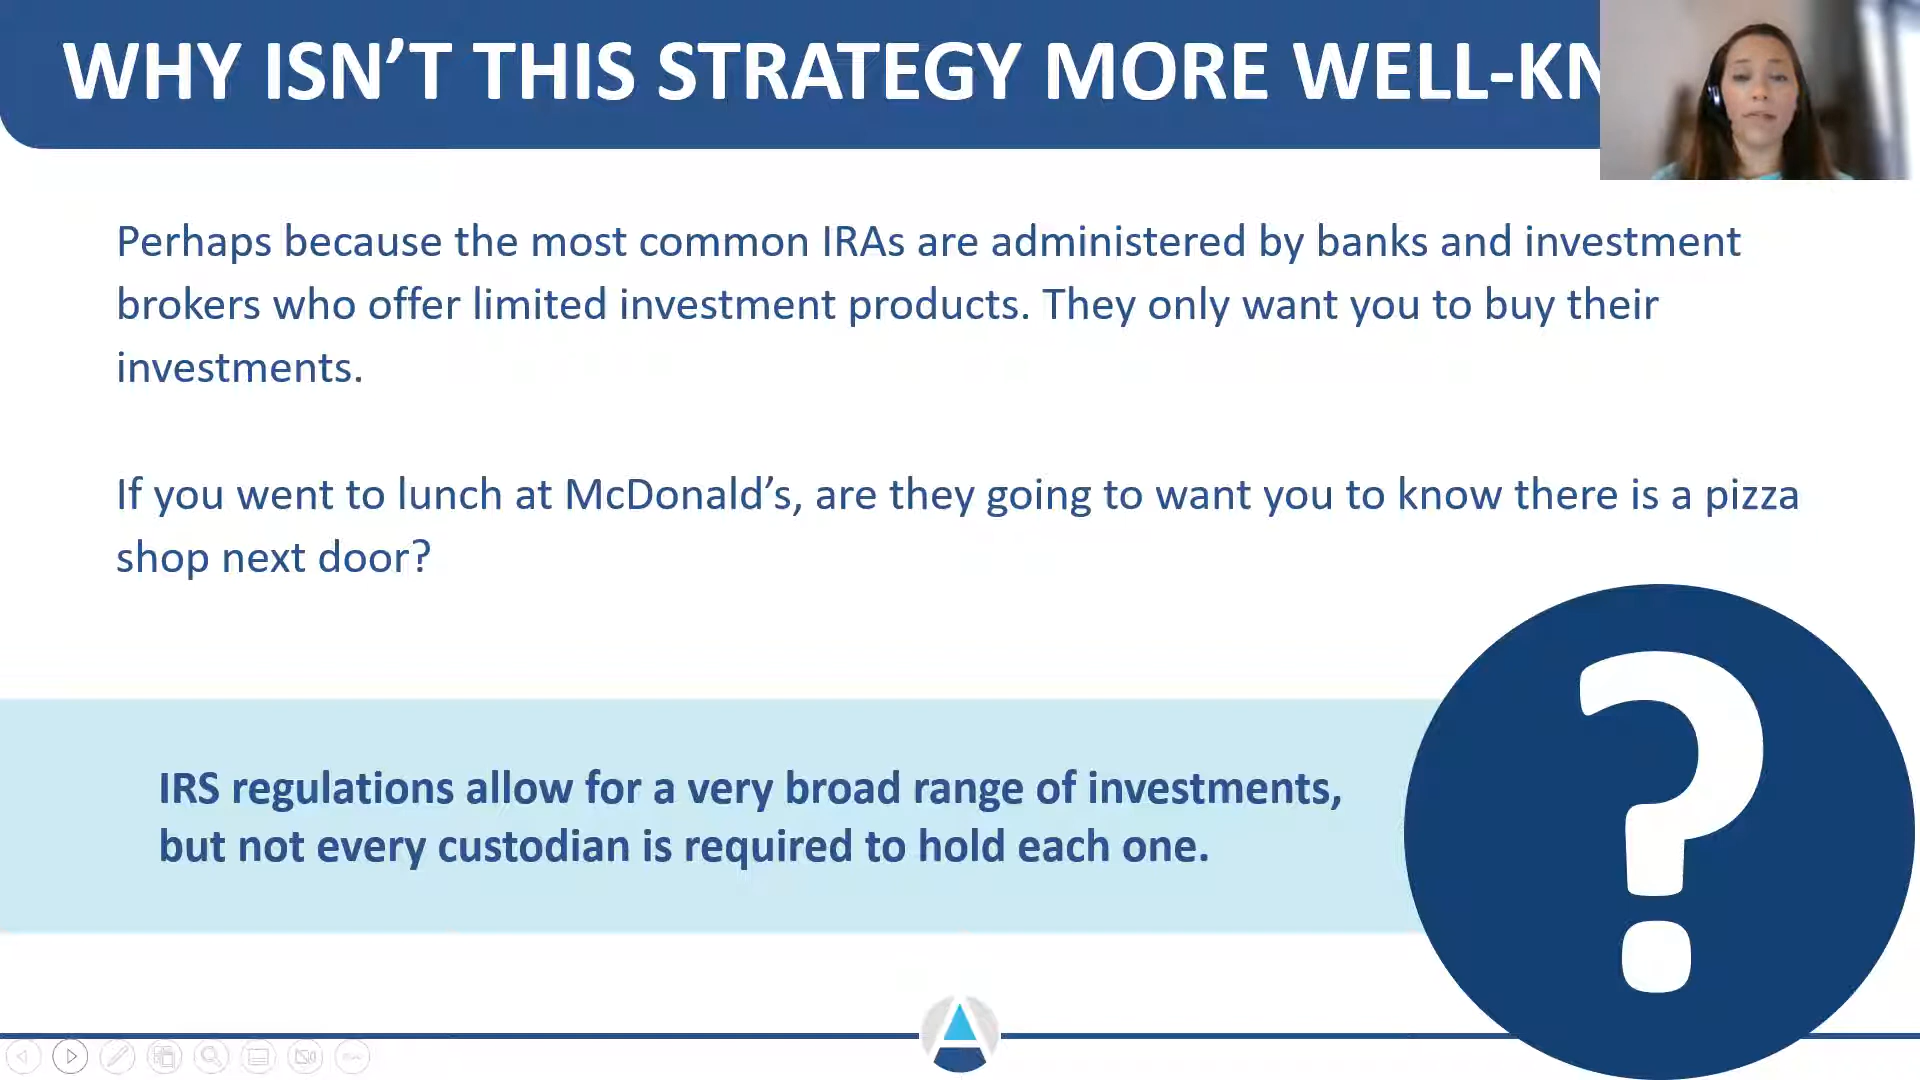 WHY ISN’T THIS STRATEGY MORE WELL-KN
Perhaps because the most common IRAs are administered by banks and investment
brokers who offer limited investment products. They only want you to buy their
investments.
If you went to lunch at McDonald’s, are they going to want you to know there is a pizza
shop next door?
IRS regulations allow for a very broad range of investments,
but not every custodian is required to hold each one.
?